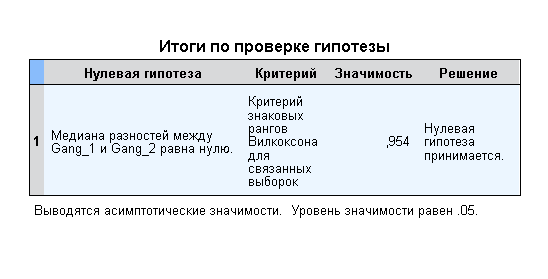 Итоги по проверке гипотезы
Нулевая гипотеза Критерий Значимость Решение
1 Медиана разностей между Gang_1 и Gang_2 равна нулю. Критерий знаковых рангов Вилкоксона для связанных выборок ,954 Нулевая гипотеза принимается.
Выводятся асимптотические значимости. Уровень значимости равен .05.